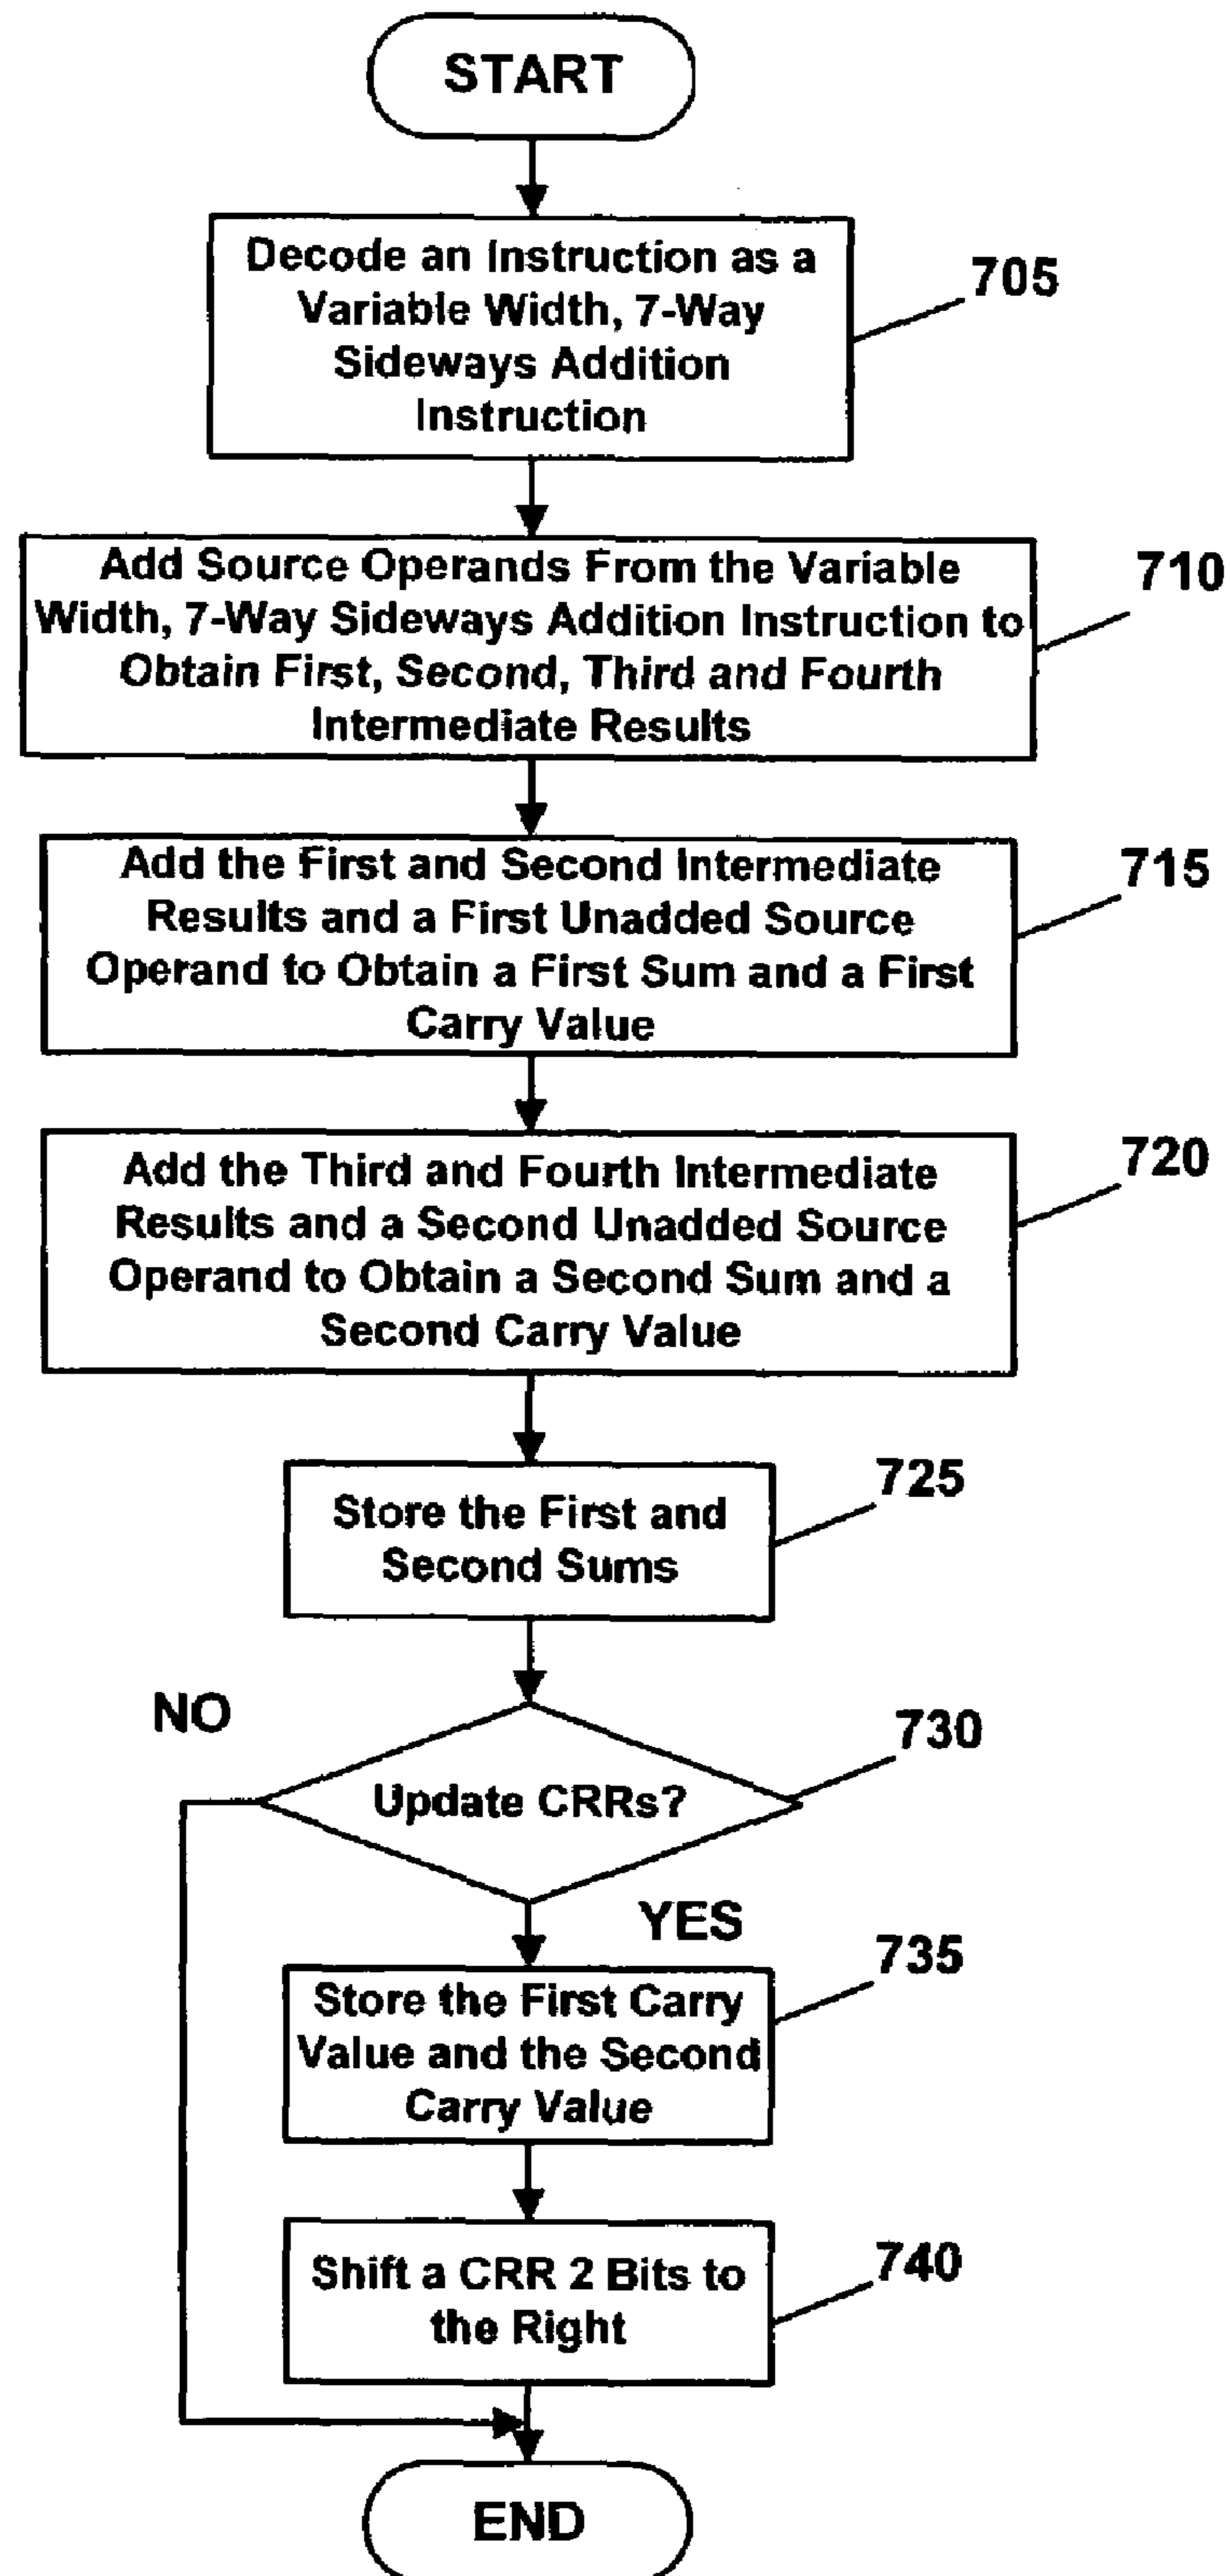 START
Decode an Instruction as a
Variable Width, 7-Way
Sideways Addition
Instruction
705
Add Source Operands From the Variable
Width, 7-Way Sideways Addition Instruction to
Obtain First, Second, Third and Fourth
Intermediate Results
710
Add the First and Second Intermediate
Results and a First Unadded Source
Operand to Obtain a First Sum and a First
Carry Value
715
Add the Third and Fourth Intermediate
Results and a Second Unadded Source
Operand to Obtain a Second Sum and a
Second Carry Value
720
Store the First and
Second Sums
725
NO
Update CRRs?
730
YES
Store the First Carry
Value and the Second
Carry Value
735
Shift a CRR 2 Bits to
the Right
740
END